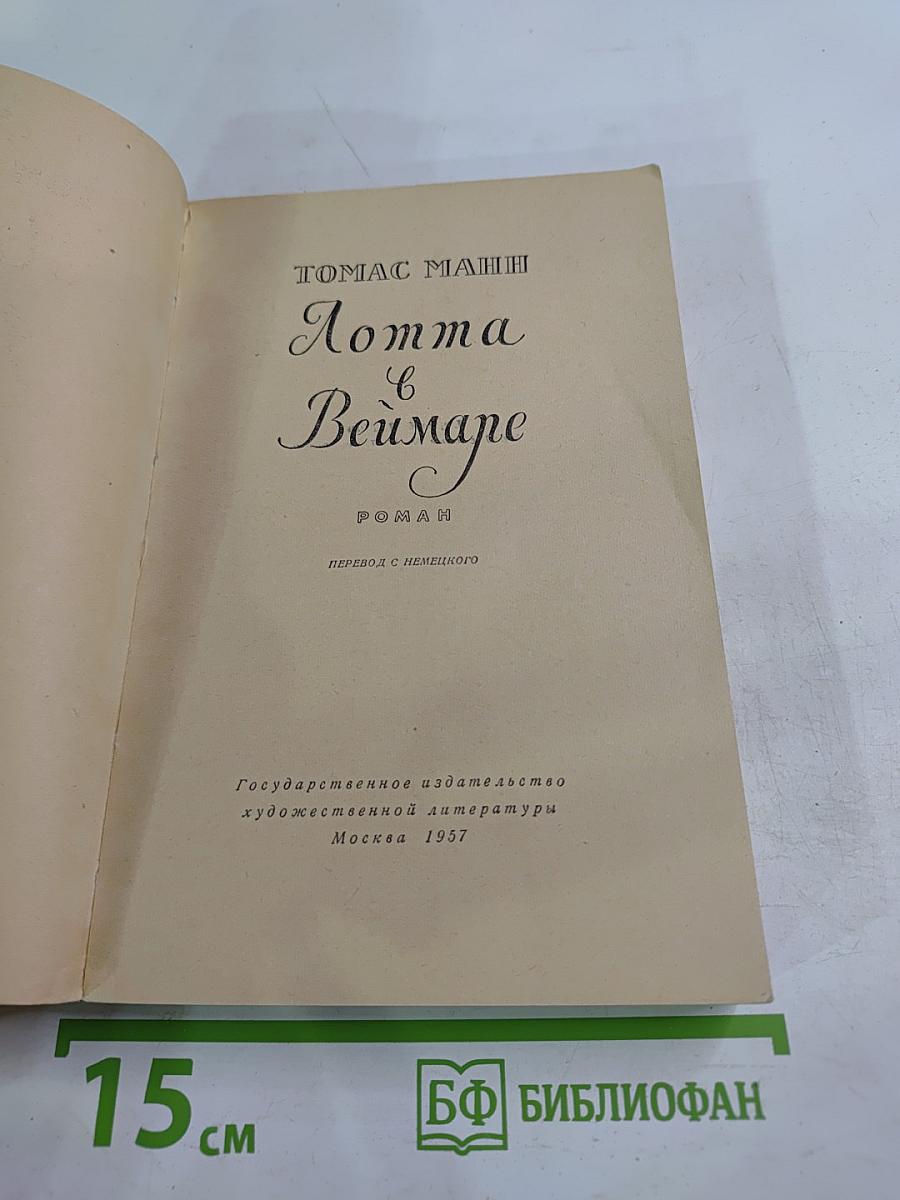 ТОМАС МАНН
Лотта
в
Веймаре
РОМАН
ПЕРЕВОД С НЕМЕЦКОГО
Государственное издательство
художественной литературы
Москва 1957
15 см
БФ БИБЛИОФАН